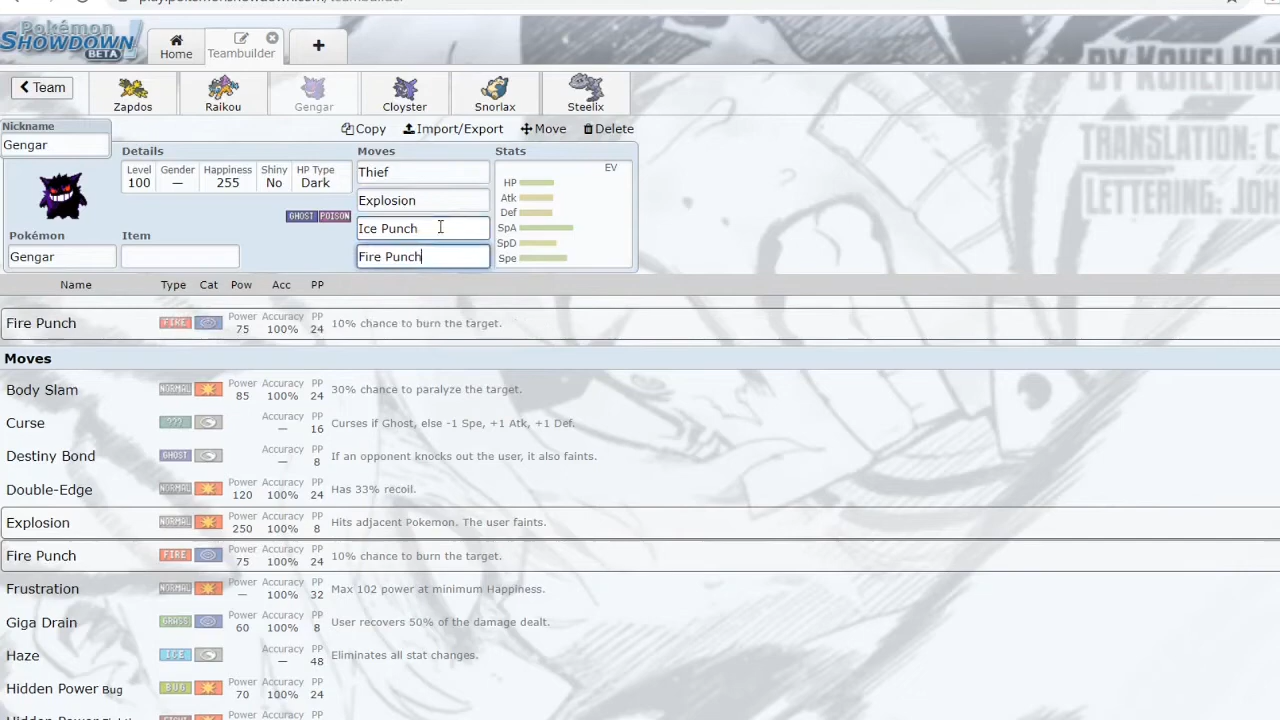 play.pokemonshowdown.com/teambuilder
Pokémon
SHOWDOWN
BETA
Home
Teambuilder
Team
Zapdos
Raikou
Gengar
Cloyster
Snorlax
Steelix
BY KOHEI HO
TRANSLATION: C
LETTERING: JOH
Copy
Import/Export
Move
Delete
Nickname
Gengar
Details
Level
100
Gender
—
Happiness
255
Shiny
No
HP Type
Dark
GHOST POISON
Pokémon
Gengar
Item
Moves
Thief
Explosion
Ice Punch
Fire Punch
Stats
EV
HP
Atk
Def
SpA
SpD
Spe
Name Type Cat Pow Acc PP
Fire Punch FIRE Power 75 Accuracy 100% PP 24 10% chance to burn the target.
Moves
Body Slam NORMAL Power 85 Accuracy 100% PP 24 30% chance to paralyze the target.
Curse ??? Accuracy — PP 16 Curses if Ghost, else -1 Spe, +1 Atk, +1 Def.
Destiny Bond GHOST Accuracy — PP 8 If an opponent knocks out the user, it also faints.
Double-Edge NORMAL Power 120 Accuracy 100% PP 24 Has 33% recoil.
Explosion NORMAL Power 250 Accuracy 100% PP 8 Hits adjacent Pokemon. The user faints.
Fire Punch FIRE Power 75 Accuracy 100% PP 24 10% chance to burn the target.
Frustration NORMAL Power — Accuracy 100% PP 32 Max 102 power at minimum Happiness.
Giga Drain GRASS Power 60 Accuracy 100% PP 8 User recovers 50% of the damage dealt.
Haze ICE Accuracy — PP 48 Eliminates all stat changes.
Hidden Power Bug BUG Power 70 Accuracy 100% PP 24